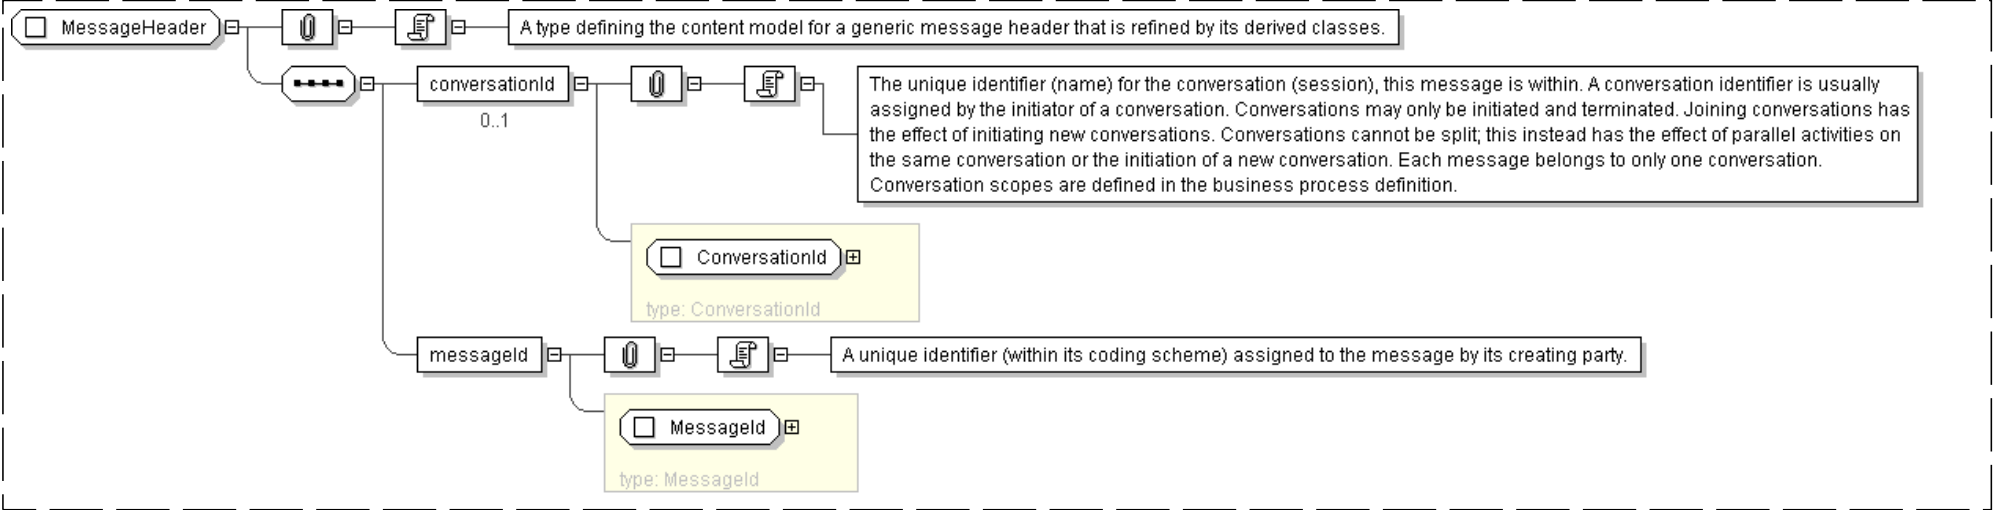 MessageHeader
A type defining the content model for a generic message header that is refined by its derived classes.
conversationId
0..1
The unique identifier (name) for the conversation (session), this message is within. A conversation identifier is usually
assigned by the initiator of a conversation. Conversations may only be initiated and terminated. Joining conversations has
the effect of initiating new conversations. Conversations cannot be split; this instead has the effect of parallel activities on
the same conversation or the initiation of a new conversation. Each message belongs to only one conversation.
Conversation scopes are defined in the business process definition.
ConversationId
type: ConversationId
messageId
A unique identifier (within its coding scheme) assigned to the message by its creating party.
MessageId
type: MessageId